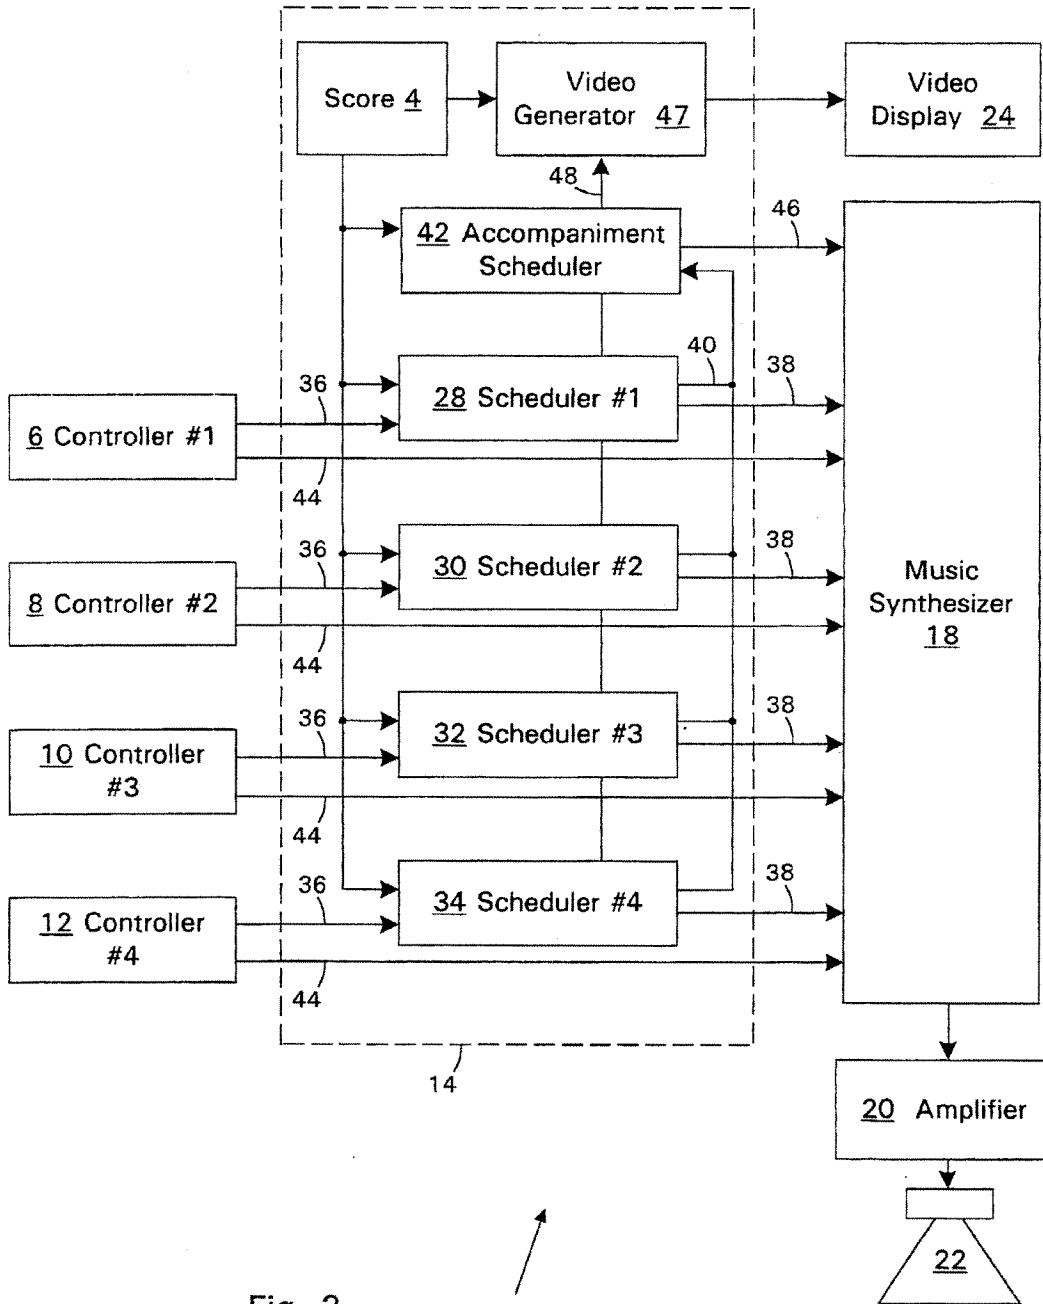 Score 4
Video
Generator 47
Video
Display 24
48
42 Accompaniment
Scheduler
46
40
36
28 Scheduler #1
38
6 Controller #1
44
36
30 Scheduler #2
38
8 Controller #2
44
Music
Synthesizer
18
36
32 Scheduler #3
38
10 Controller
#3
44
36
34 Scheduler #4
38
12 Controller
#4
44
14
20 Amplifier
22